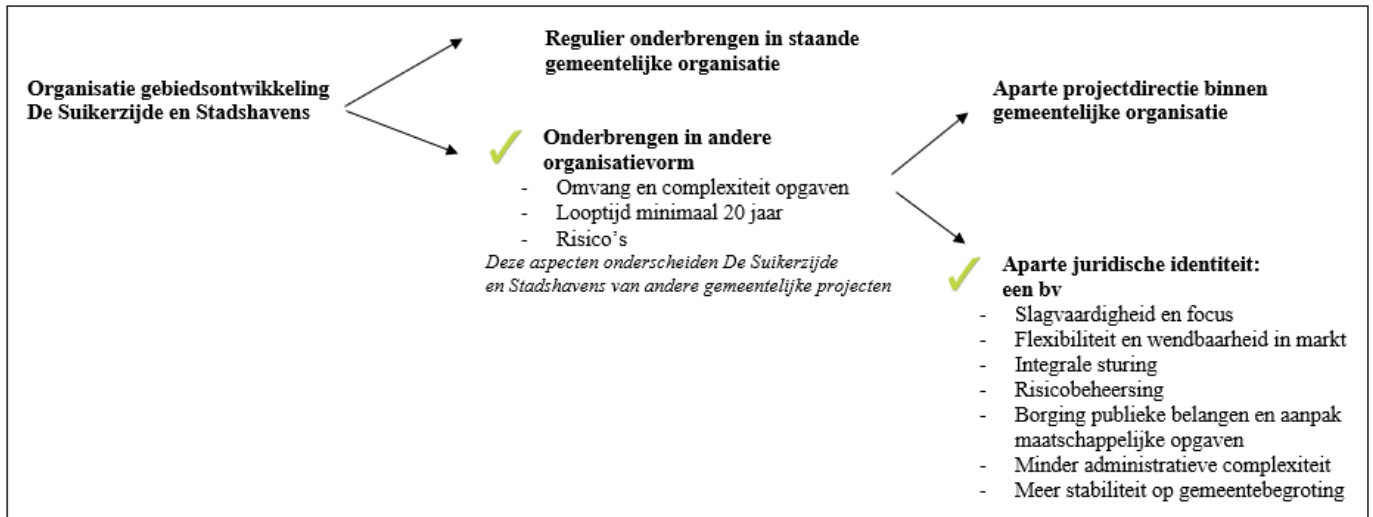 Organisatie gebiedsontwikkeling
De Suikerzijde en Stadshavens
Regulier onderbrengen in staande
gemeentelijke organisatie
Onderbrengen in andere
organisatievorm
- Omvang en complexiteit opgaven
- Looptijd minimaal 20 jaar
- Risico’s
Deze aspecten onderscheiden De Suikerzijde
en Stadshavens van andere gemeentelijke projecten
Aparte projectdirectie binnen
gemeentelijke organisatie
Aparte juridische identiteit:
een bv
- Slagvaardigheid en focus
- Flexibiliteit en wendbaarheid in markt
- Integrale sturing
- Risicobeheersing
- Borging publieke belangen en aanpak
maatschappelijke opgaven
- Minder administratieve complexiteit
- Meer stabiliteit op gemeentebegroting